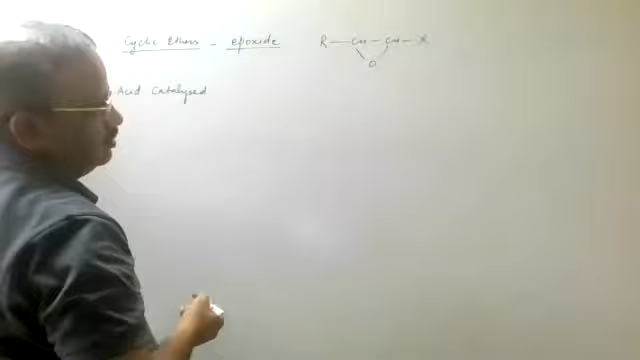 Cyclic Ethers - epoxide R—CH—CH—R
O
Acid Catalysed